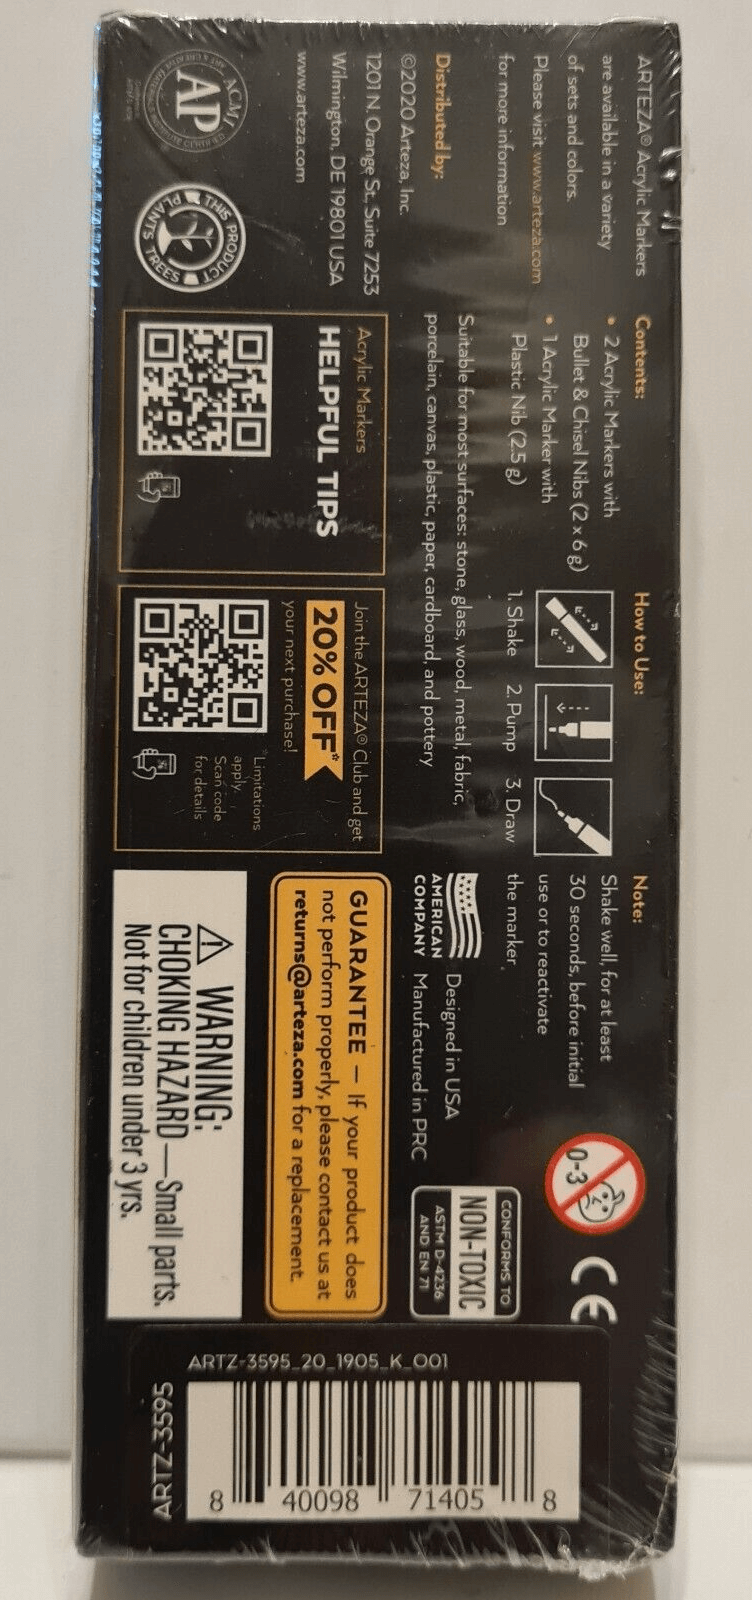 ARTEZA® Acrylic Markers
are available in a variety
of sets and colors.
Please visit www.arteza.com
for more information
Distributed by:
©2020 Arteza, Inc.
1201 N Orange St, Suite 7253
Wilmington, DE 19801 USA
www.arteza.com
ACMI
AP
THIS PRODUCT
PLANTS TREES
Contents:
• 2 Acrylic Markers with
Bullet & Chisel Nibs (2 x 6 g)
• 1 Acrylic Marker with
Plastic Nib (2.5 g)
How to Use:
1. Shake 2. Pump 3. Draw
Note:
Shake well, for at least
30 seconds, before initial
use or to reactivate
the marker.
Suitable for most surfaces: stone, glass, wood, metal, fabric,
porcelain, canvas, plastic, paper, cardboard, and pottery
Acrylic Markers
HELPFUL TIPS
Join the ARTEZA® Club and get
20% OFF*
your next purchase!
*Limitations
apply.
Scan code
for details
AMERICAN
COMPANY
Designed in USA
Manufactured in PRC
GUARANTEE – If your product does
not perform properly, please contact us at
returns@arteza.com for a replacement.
⚠ WARNING:
CHOKING HAZARD—Small parts.
Not for children under 3 yrs.
0-3
CE
CONFORMS TO
NON-TOXIC
ASTM D-4236
AND EN 71
ARTZ-3595_20_1905_K_001
8 40098 71405 8
ARTZ-3595